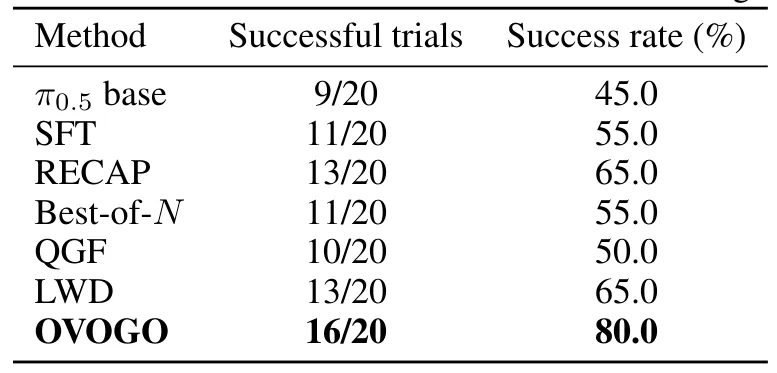 Method Successful trials Success rate (%)
π0.5 base 9/20 45.0
SFT 11/20 55.0
RECAP 13/20 65.0
Best-of-N 11/20 55.0
QGF 10/20 50.0
LWD 13/20 65.0
OVOGO 16/20 80.0